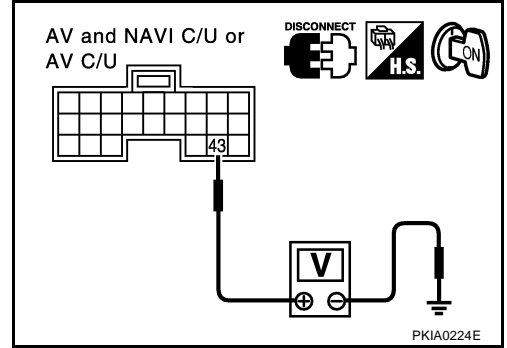 AV and NAVI C/U or
AV C/U
DISCONNECT
H.S.
ON
43
V
+ −
PKIA0224E